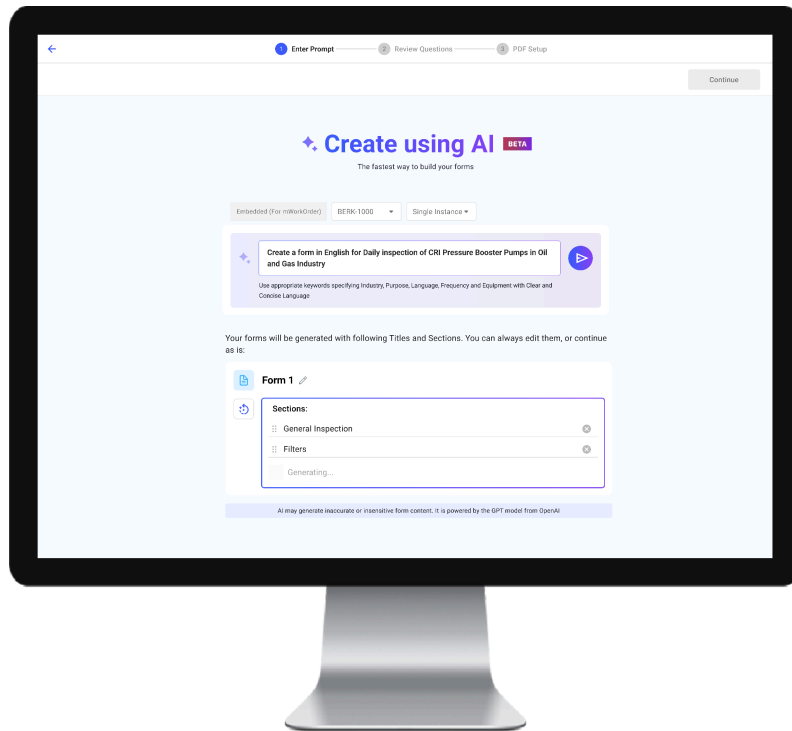 1 Enter Prompt 2 Review Questions 3 PDF Setup
Continue
Create using AI BETA
The fastest way to build your forms
Embedded (For mWorkOrder) BERK-1000 Single Instance
Create a form in English for Daily inspection of CRI Pressure Booster Pumps in Oil
and Gas Industry
Use appropriate keywords specifying Industry, Purpose, Language, Frequency and Equipment with Clear and
Concise Language
Your forms will be generated with following Titles and Sections. You can always edit them, or continue
as is:
Form 1
Sections:
General Inspection
Filters
Generating...
AI may generate inaccurate or insensitive form content. It is powered by the GPT model from OpenAI